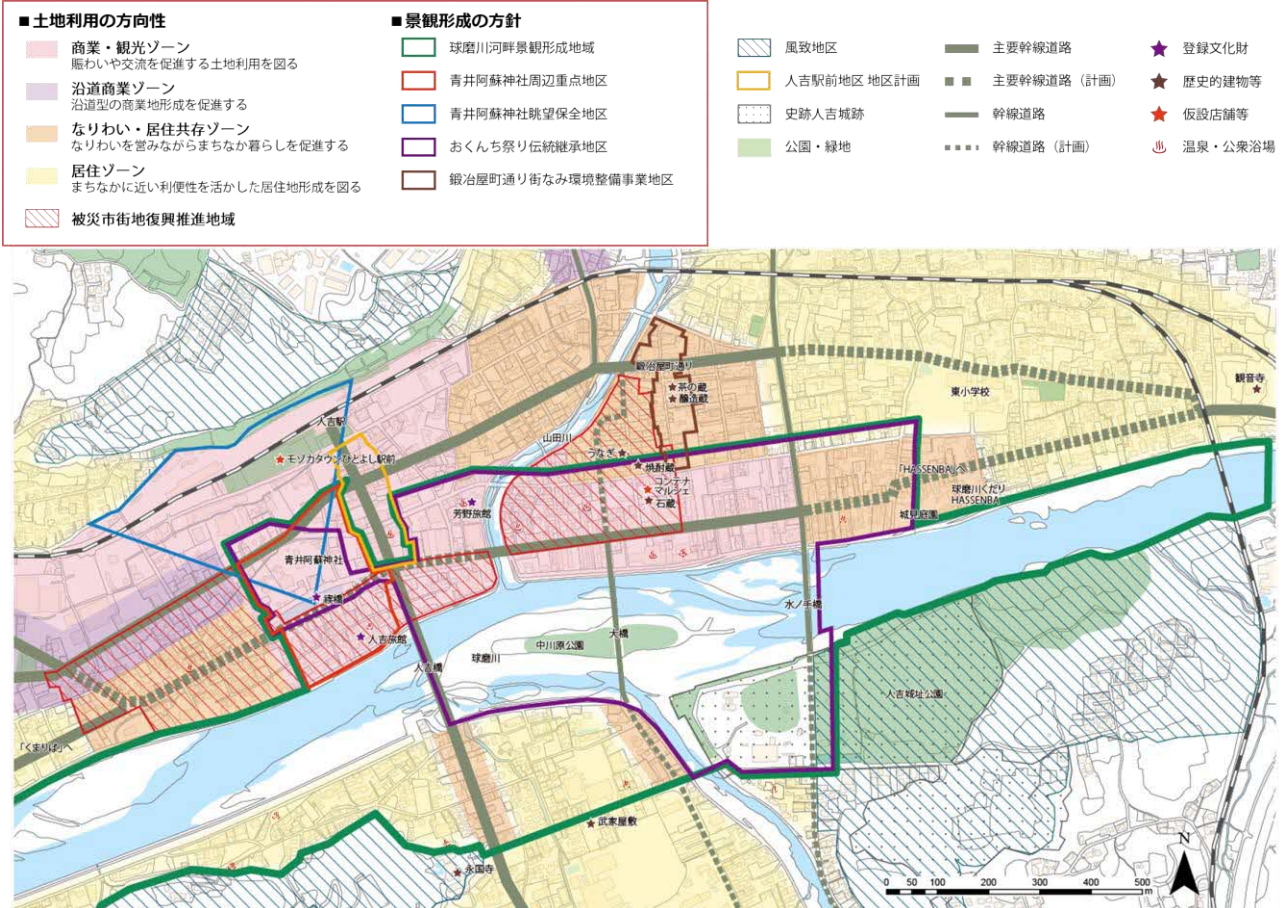 ■土地利用の方向性
商業・観光ゾーン
賑わいや交流を促進する土地利用を図る
沿道商業ゾーン
沿道型の商業地形成を促進する
なりわい・居住共存ゾーン
なりわいを営みながらまちなか暮らしを促進する
居住ゾーン
まちなかに近い利便性を活かした居住地形成を図る
被災市街地復興推進地域
■景観形成の方針
球磨川河畔景観形成地域
青井阿蘇神社周辺重点地区
青井阿蘇神社眺望保全地区
おくんち祭り伝統継承地区
鍛冶屋町通り街なみ環境整備事業地区
風致地区
人吉駅前地区 地区計画
史跡人吉城跡
公園・緑地
主要幹線道路
主要幹線道路（計画）
幹線道路
幹線道路（計画）
登録文化財
歴史的建物等
仮設店舗等
温泉・公衆浴場
鍛冶屋町通り
茶の蔵
醸造蔵
東小学校
観音寺
人吉駅
山田川
モゾカタウンひとよし駅前
うなぎ
焼酎蔵
コンテナ
マルシェ
石蔵
「HASSENBA」へ
球磨川くだり
HASSENBA
芳野旅館
城見庭園
青井阿蘇神社
禊橋
水ノ手橋
人吉旅館
大橋
中川原公園
球磨川
人吉橋
人吉城址公園
「くまりば」へ
武家屋敷
永国寺
N
0 50 100 200 300 400 500
m